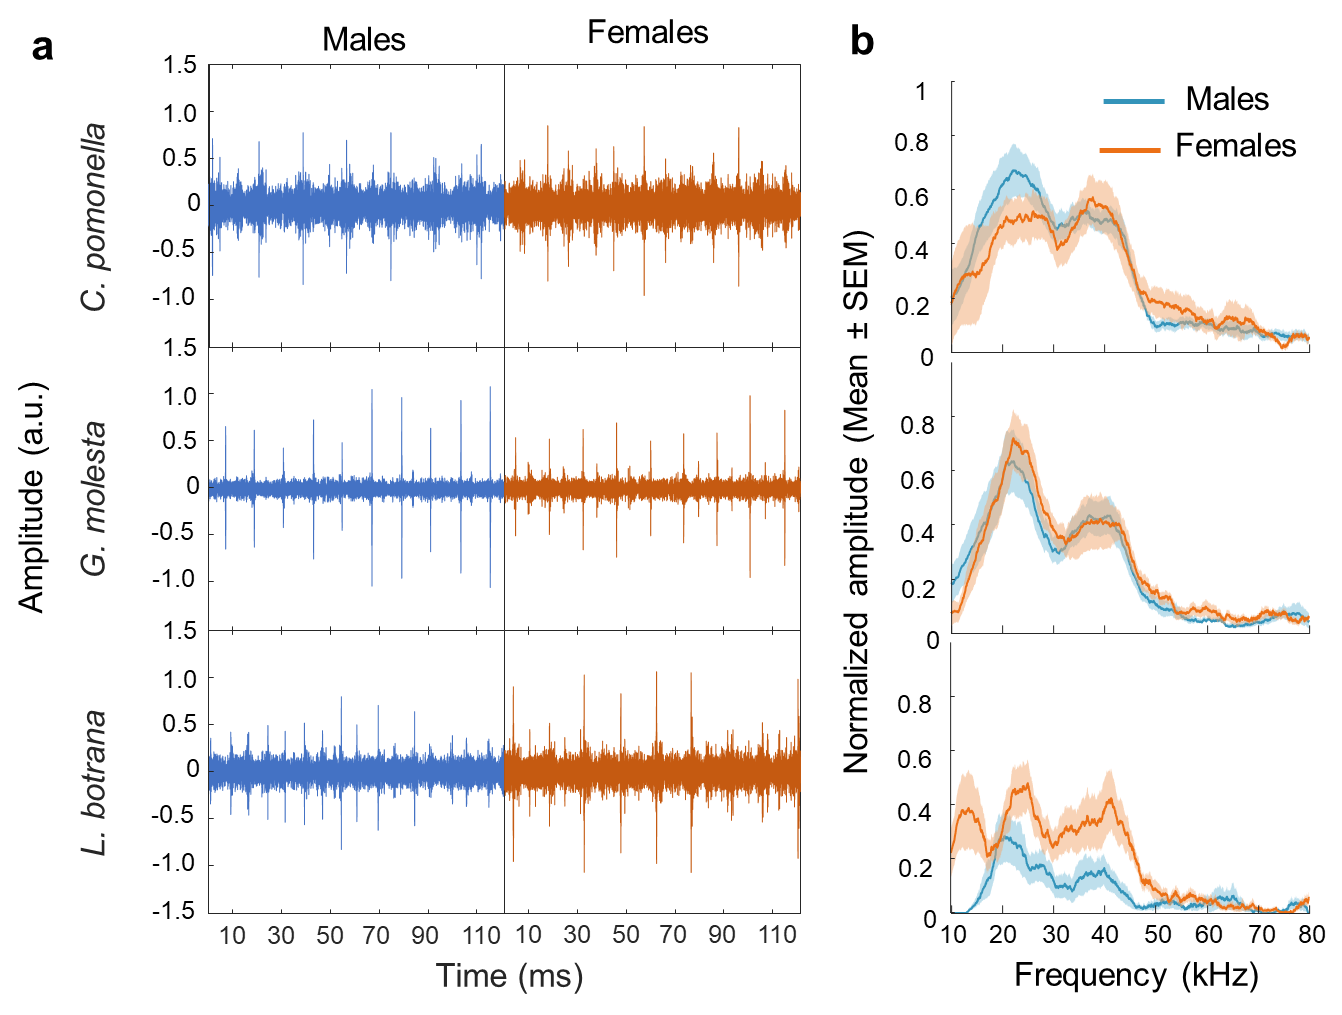 a
Males
Females
b
C. pomonella
1.5
1.0
0.5
0
-0.5
-1.0
G. molesta
1.5
1.0
0.5
0
-0.5
-1.0
L. botrana
1.5
1.0
0.5
0
-0.5
-1.0
-1.5
Amplitude (a.u.)
10 30 50 70 90 110 10 30 50 70 90 110
Time (ms)
Males
Females
1
0.8
0.6
0.4
0.2
0
0.8
0.6
0.4
0.2
0
0.8
0.6
0.4
0.2
0
Normalized amplitude (Mean ± SEM)
10 20 30 40 50 60 70 80
Frequency (kHz)